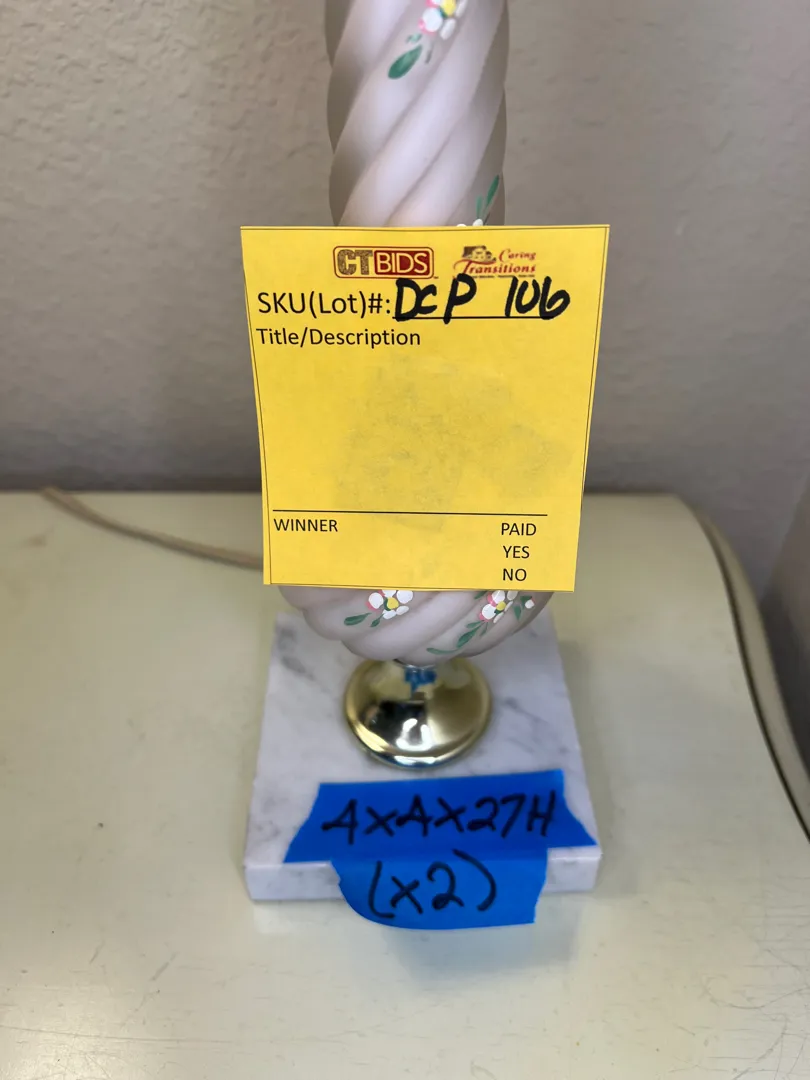 CTBIDS
Caring
Transitions
SKU(Lot)#: DCP 106
Title/Description
WINNER
PAID
YES
NO
4x4x27H
(x2)